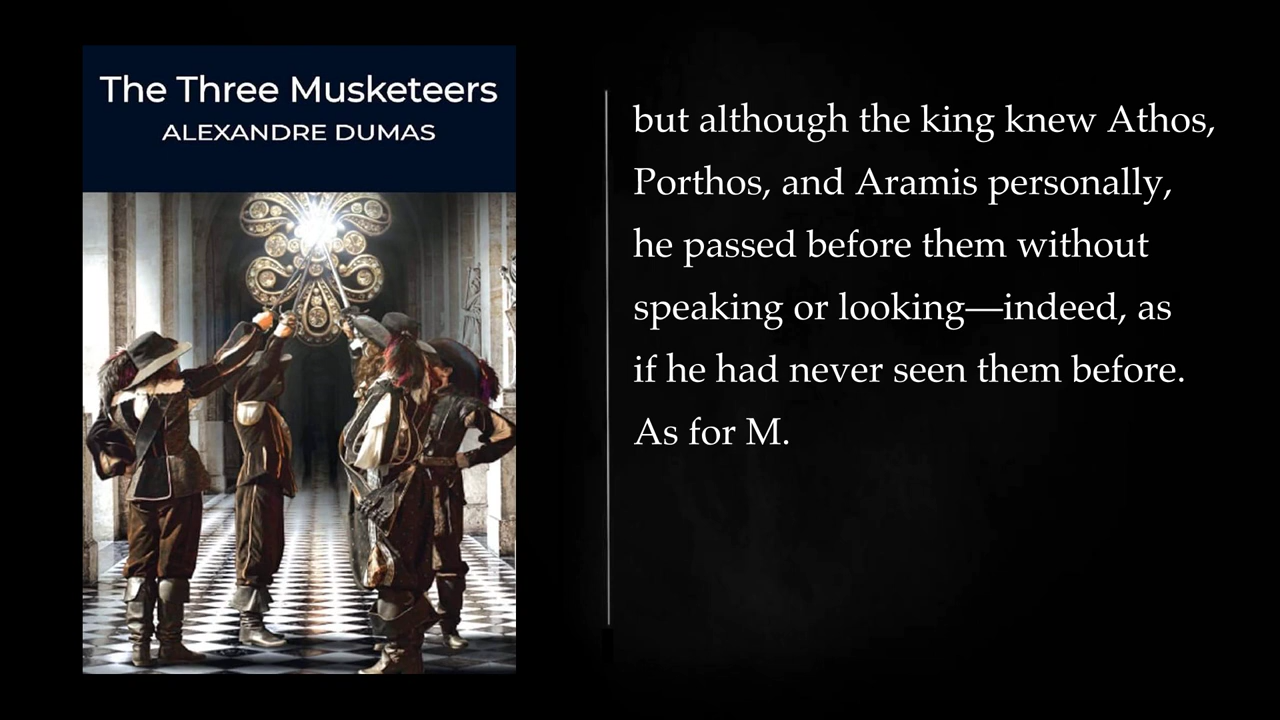 The Three Musketeers
ALEXANDRE DUMAS
but although the king knew Athos,
Porthos, and Aramis personally,
he passed before them without
speaking or looking—indeed, as
if he had never seen them before.
As for M.